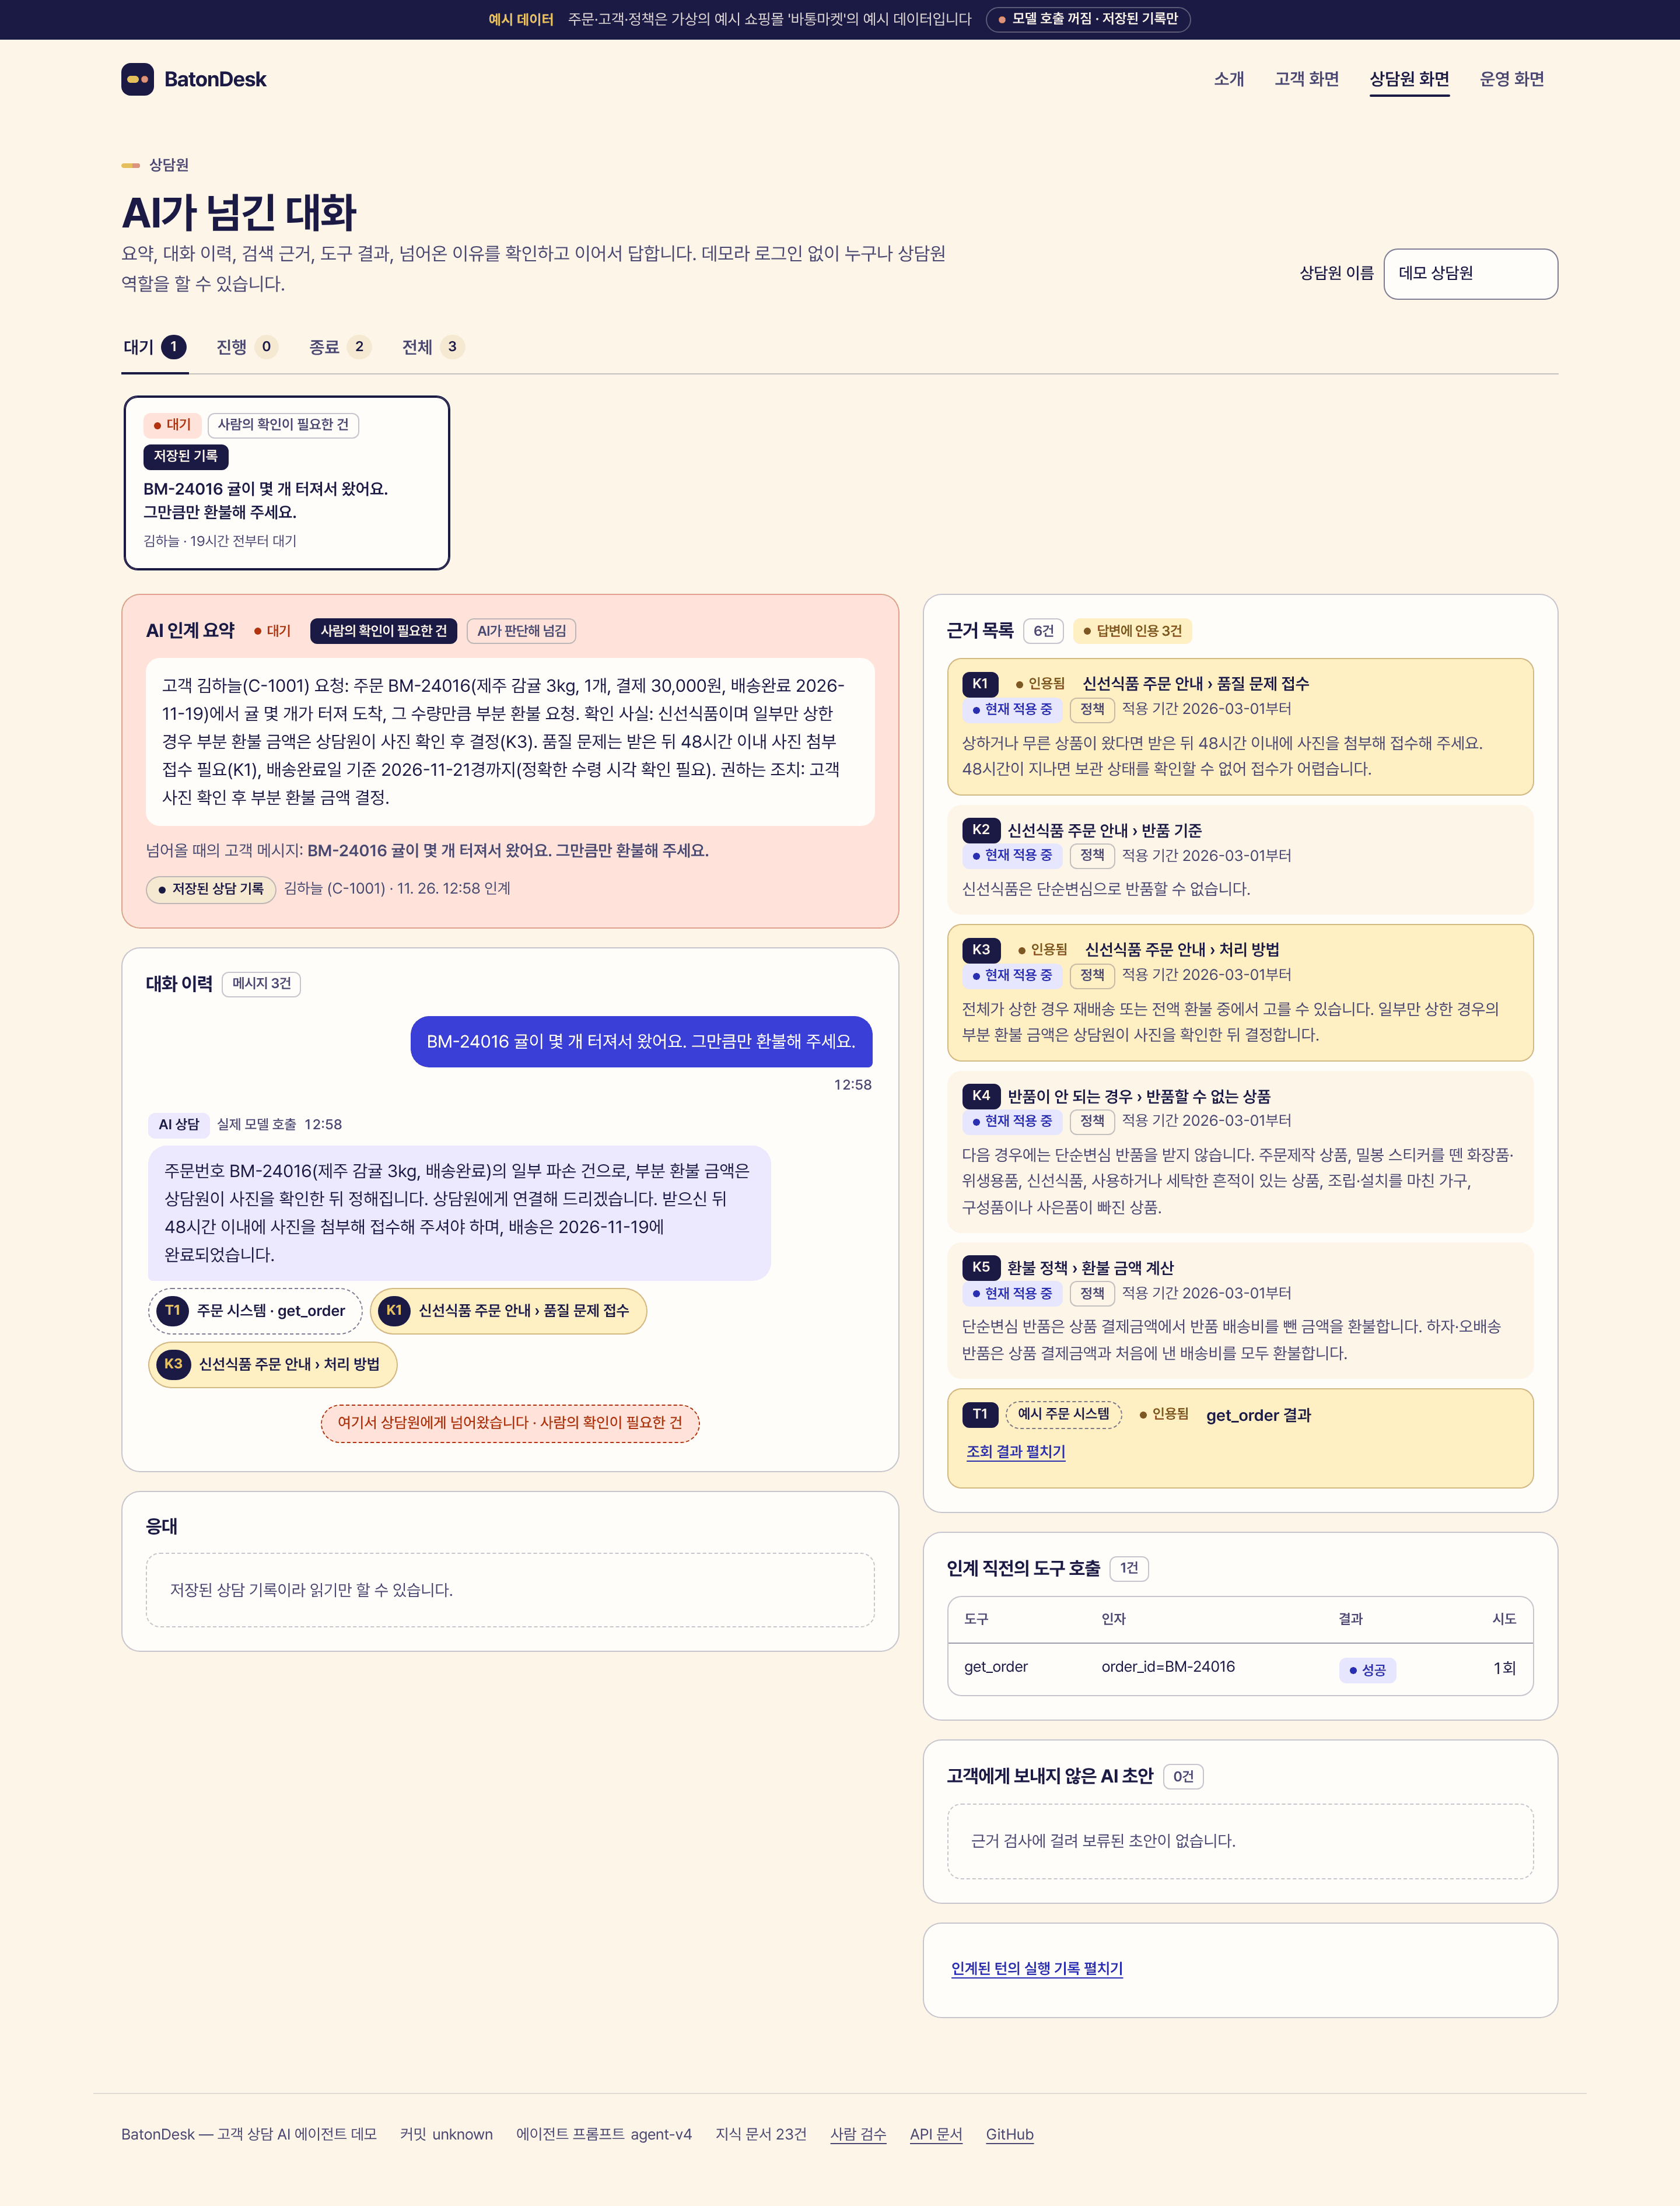 예시 데이터 주문·고객·정책은 가상의 예시 쇼핑몰 '바통마켓'의 예시 데이터입니다 모델 호출 꺼짐 · 저장된 기록만
BatonDesk 소개 고객 화면 상담원 화면 운영 화면
상담원
AI가 넘긴 대화
요약, 대화 이력, 검색 근거, 도구 결과, 넘어온 이유를 확인하고 이어서 답합니다. 데모라 로그인 없이 누구나 상담원
역할을 할 수 있습니다.
상담원 이름 데모 상담원
대기 1 진행 0 종료 2 전체 3
대기 사람의 확인이 필요한 건
저장된 기록
BM-24016 귤이 몇 개 터져서 왔어요.
그만큼만 환불해 주세요.
김하늘 · 19시간 전부터 대기
AI 인계 요약 대기 사람의 확인이 필요한 건 AI가 판단해 넘김
고객 김하늘(C-1001) 요청: 주문 BM-24016(제주 감귤 3kg, 1개, 결제 30,000원, 배송완료 2026-
11-19)에서 귤 몇 개가 터져 도착, 그 수량만큼 부분 환불 요청. 확인 사실: 신선식품이며 일부만 상한
경우 부분 환불 금액은 상담원이 사진 확인 후 결정(K3). 품질 문제는 받은 뒤 48시간 이내 사진 첨부
접수 필요(K1), 배송완료일 기준 2026-11-21경까지(정확한 수령 시각 확인 필요). 권하는 조치: 고객
사진 확인 후 부분 환불 금액 결정.
넘어올 때의 고객 메시지: BM-24016 귤이 몇 개 터져서 왔어요. 그만큼만 환불해 주세요.
저장된 상담 기록 김하늘 (C-1001) · 11. 26. 12:58 인계
대화 이력 메시지 3건
BM-24016 귤이 몇 개 터져서 왔어요. 그만큼만 환불해 주세요.
12:58
AI 상담 실제 모델 호출 12:58
주문번호 BM-24016(제주 감귤 3kg, 배송완료)의 일부 파손 건으로, 부분 환불 금액은
상담원이 사진을 확인한 뒤 정해집니다. 상담원에게 연결해 드리겠습니다. 받으신 뒤
48시간 이내에 사진을 첨부해 접수해 주셔야 하며, 배송은 2026-11-19에
완료되었습니다.
T1 주문 시스템 · get_order K1 신선식품 주문 안내 › 품질 문제 접수
K3 신선식품 주문 안내 › 처리 방법
여기서 상담원에게 넘어왔습니다 · 사람의 확인이 필요한 건
응대
저장된 상담 기록이라 읽기만 할 수 있습니다.
근거 목록 6건 답변에 인용 3건
K1 인용됨 신선식품 주문 안내 › 품질 문제 접수
현재 적용 중 정책 적용 기간 2026-03-01부터
상하거나 무른 상품이 왔다면 받은 뒤 48시간 이내에 사진을 첨부해 접수해 주세요.
48시간이 지나면 보관 상태를 확인할 수 없어 접수가 어렵습니다.
K2 신선식품 주문 안내 › 반품 기준
현재 적용 중 정책 적용 기간 2026-03-01부터
신선식품은 단순변심으로 반품할 수 없습니다.
K3 인용됨 신선식품 주문 안내 › 처리 방법
현재 적용 중 정책 적용 기간 2026-03-01부터
전체가 상한 경우 재배송 또는 전액 환불 중에서 고를 수 있습니다. 일부만 상한 경우의
부분 환불 금액은 상담원이 사진을 확인한 뒤 결정합니다.
K4 반품이 안 되는 경우 › 반품할 수 없는 상품
현재 적용 중 정책 적용 기간 2026-03-01부터
다음 경우에는 단순변심 반품을 받지 않습니다. 주문제작 상품, 밀봉 스티커를 뗀 화장품·
위생용품, 신선식품, 사용하거나 세탁한 흔적이 있는 상품, 조립·설치를 마친 가구,
구성품이나 사은품이 빠진 상품.
K5 환불 정책 › 환불 금액 계산
현재 적용 중 정책 적용 기간 2026-03-01부터
단순변심 반품은 상품 결제금액에서 반품 배송비를 뺀 금액을 환불합니다. 하자·오배송
반품은 상품 결제금액과 처음에 낸 배송비를 모두 환불합니다.
T1 예시 주문 시스템 인용됨 get_order 결과
조회 결과 펼치기
인계 직전의 도구 호출 1건
도구 인자 결과 시도
get_order order_id=BM-24016 성공 1회
고객에게 보내지 않은 AI 초안 0건
근거 검사에 걸려 보류된 초안이 없습니다.
인계된 턴의 실행 기록 펼치기
BatonDesk — 고객 상담 AI 에이전트 데모 커밋 unknown 에이전트 프롬프트 agent-v4 지식 문서 23건 사람 검수 API 문서 GitHub